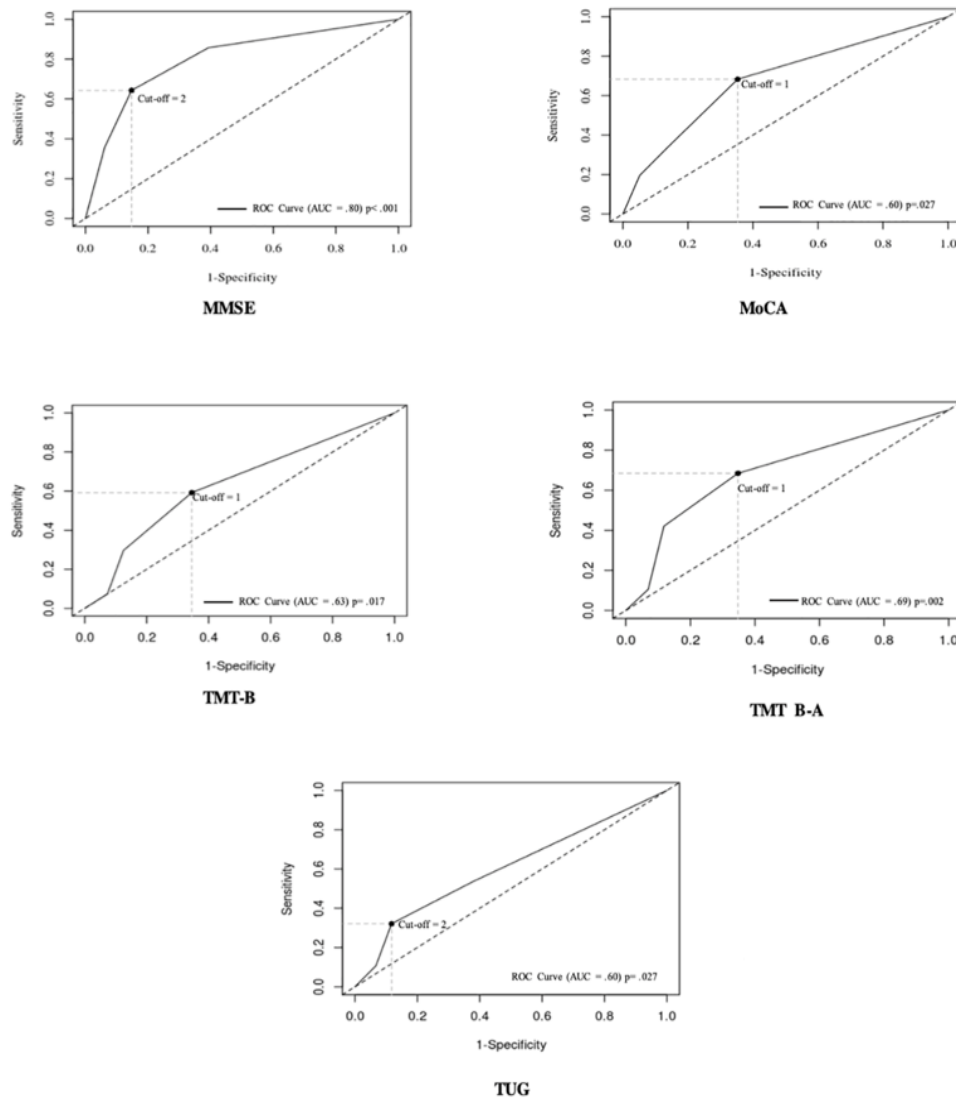 Sensitivity
0.0 0.2 0.4 0.6 0.8 1.0
Cut-off = 2
ROC Curve (AUC = .80) p<.001
0.0 0.2 0.4 0.6 0.8 1.0
1-Specificity
MMSE
Sensitivity
0.0 0.2 0.4 0.6 0.8 1.0
Cut-off = 1
ROC Curve (AUC = .60) p=.027
0.0 0.2 0.4 0.6 0.8 1.0
1-Specificity
MoCA
Sensitivity
0.0 0.2 0.4 0.6 0.8 1.0
Cut-off = 1
ROC Curve (AUC = .63) p=.017
0.0 0.2 0.4 0.6 0.8 1.0
1-Specificity
TMT-B
Sensitivity
0.0 0.2 0.4 0.6 0.8 1.0
Cut-off = 1
ROC Curve (AUC = .69) p=.002
0.0 0.2 0.4 0.6 0.8 1.0
1-Specificity
TMT B-A
Sensitivity
0.0 0.2 0.4 0.6 0.8 1.0
Cut-off = 2
ROC Curve (AUC = .60) p=.027
0.0 0.2 0.4 0.6 0.8 1.0
1-Specificity
TUG